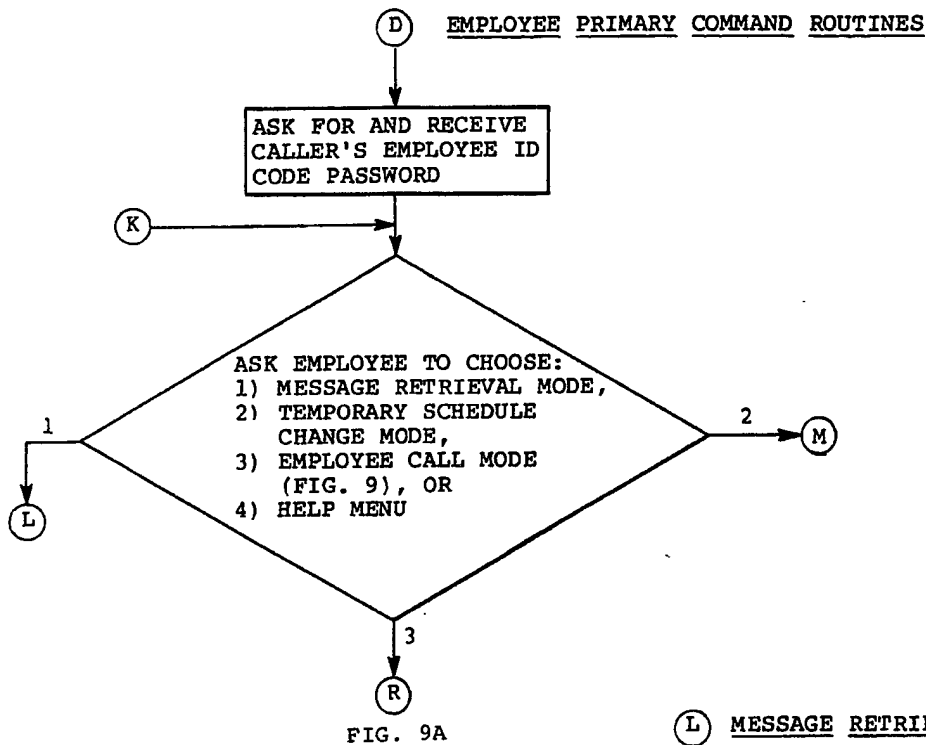 D EMPLOYEE PRIMARY COMMAND ROUTINES
ASK FOR AND RECEIVE
CALLER'S EMPLOYEE ID
CODE PASSWORD
K
ASK EMPLOYEE TO CHOOSE:
1) MESSAGE RETRIEVAL MODE,
2) TEMPORARY SCHEDULE
CHANGE MODE,
3) EMPLOYEE CALL MODE
(FIG. 9), OR
4) HELP MENU
1
2
M
L
3
R
FIG. 9A
L MESSAGE RETRIE